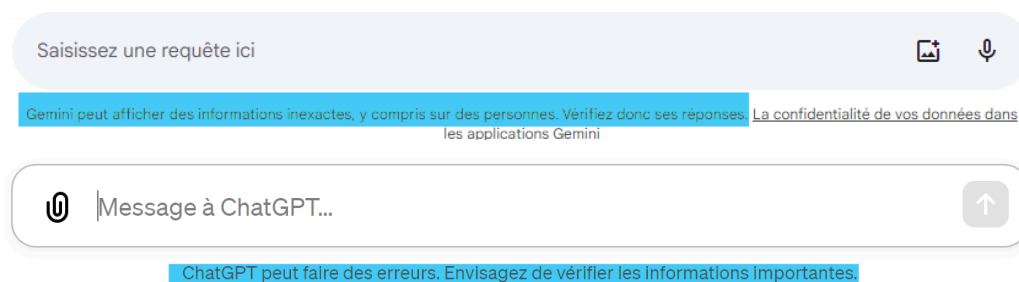 Saisissez une requête ici
Gemini peut afficher des informations inexactes, y compris sur des personnes. Vérifiez donc ses réponses. La confidentialité de vos données dans
les applications Gemini
Message à ChatGPT...
ChatGPT peut faire des erreurs. Envisagez de vérifier les informations importantes.